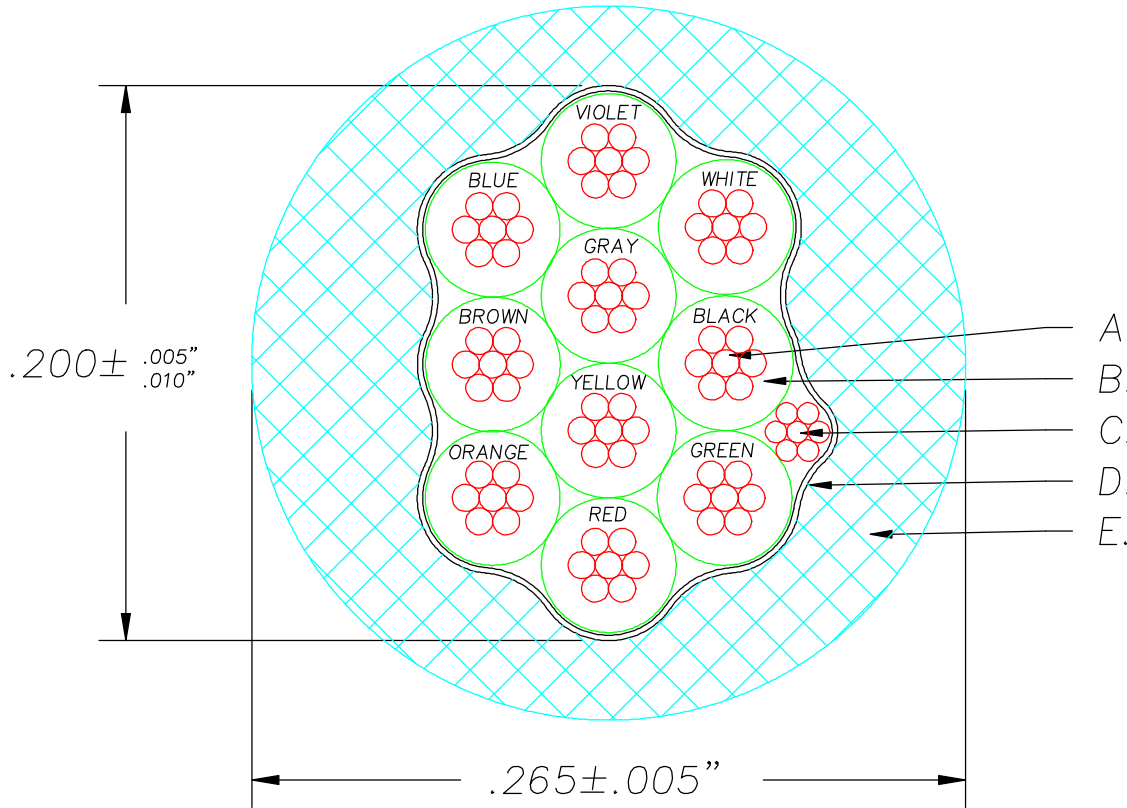 VIOLET
BLUE
WHITE
GRAY
BROWN
BLACK
YELLOW
ORANGE
GREEN
RED
.200± .005"
.010"
.265±.005"
A
B.
C.
D.
E.